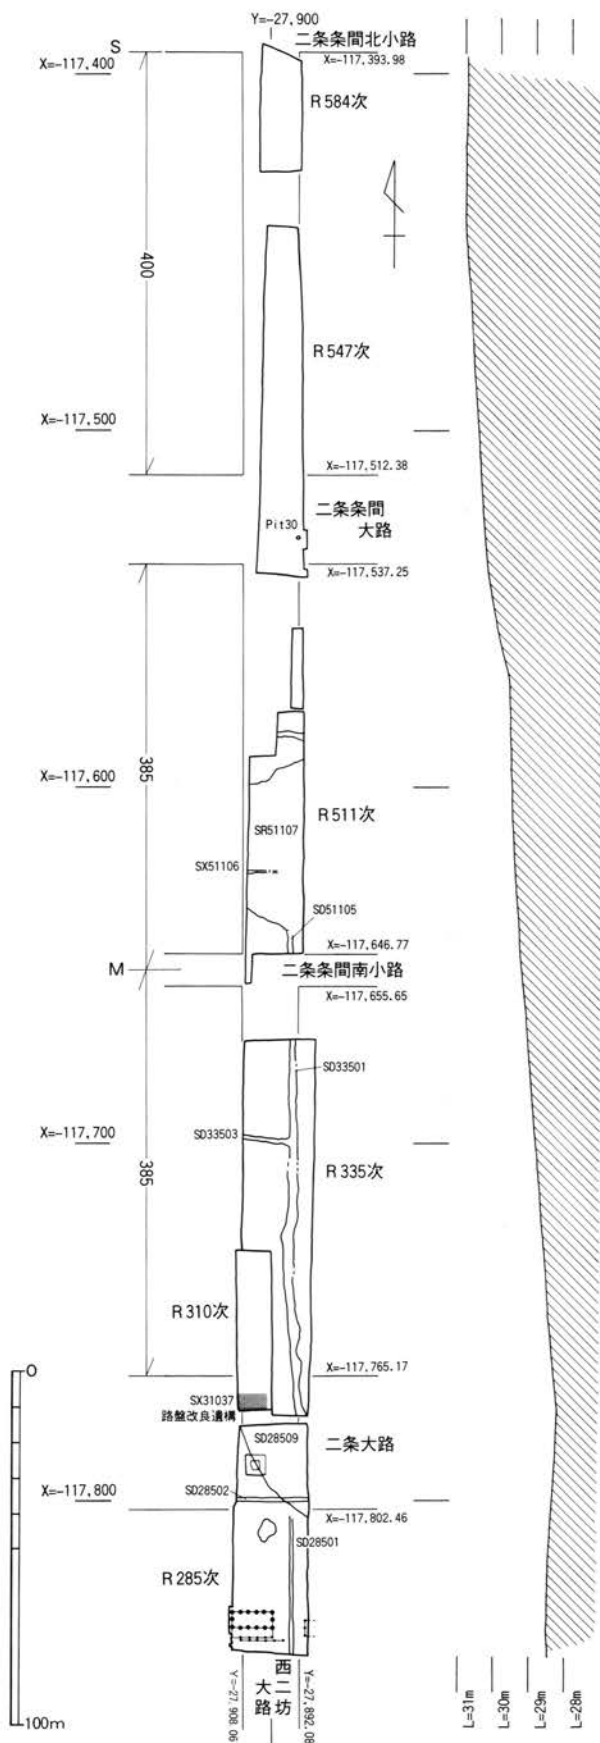 Y=-27,900
二条条間北小路
S
X=-117,400
X=-117,393.98
R584次
400
R547次
X=-117,500
X=-117,512.38
Pit30
二条条間
大路
X=-117,537.25
385
X=-117,600
R511次
SR51107
SX51106
SD51105
X=-117,646.77
M
二条条間南小路
X=-117,655.65
SD33501
SD33503
X=-117,700
R335次
385
R310次
X=-117,765.17
0
SX31037
路盤改良遺構
SD28509
二条大路
SD28502
X=-117,800
X=-117,802.46
SD28501
R285次
Y=-27,908.06
西二坊
大路
Y=-27,892.08
L=31m
L=30m
L=29m
L=28m
100m